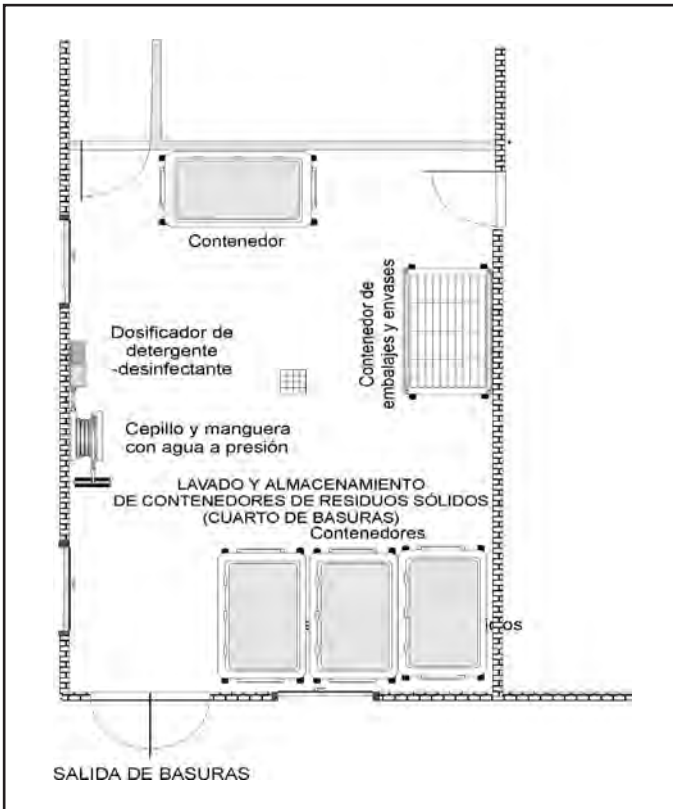 Contenedor
Contenedor de
embalajes y envases
Dosificador de
detergente
-desinfectante
Cepillo y manguera
con agua a presión
LAVADO Y ALMACENAMIENTO
DE CONTENEDORES DE RESIDUOS SÓLIDOS
(CUARTO DE BASURAS)
Contenedores
SALIDA DE BASURAS